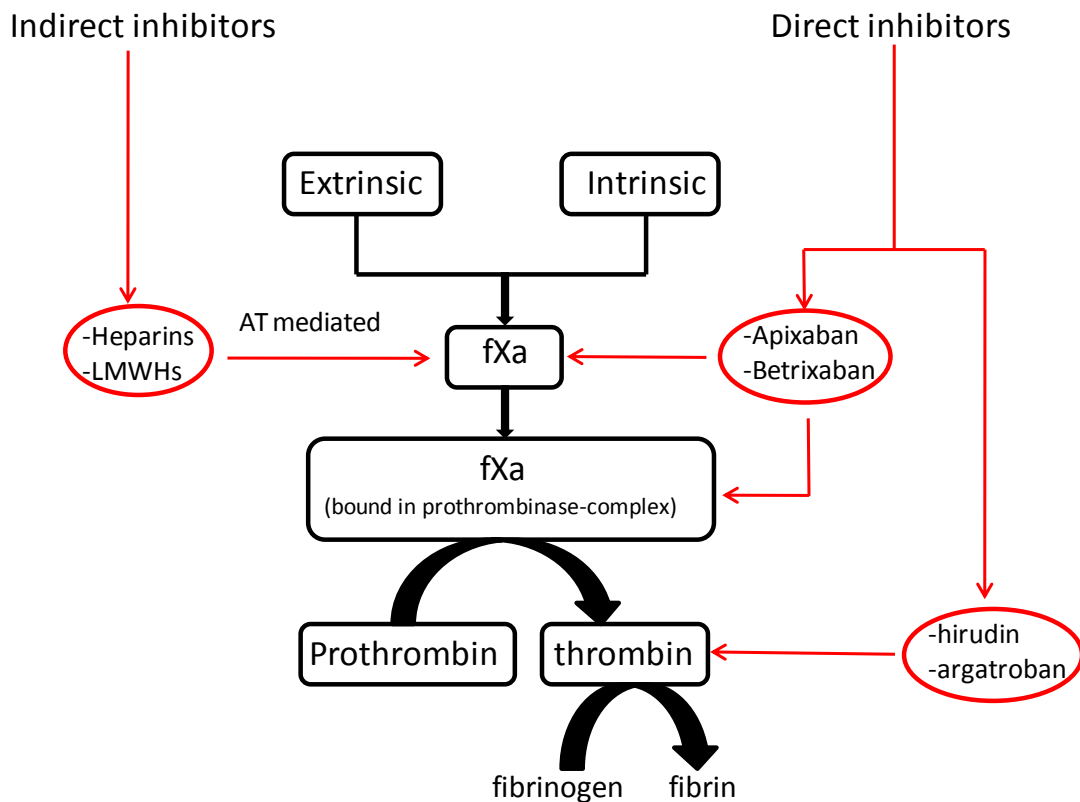 Indirect inhibitors
Direct inhibitors
Extrinsic
Intrinsic
-Heparins
-LMWHs
AT mediated
fXa
-Apixaban
-Betrixaban
fXa
(bound in prothrombinase-complex)
Prothrombin
thrombin
-hirudin
-argatroban
fibrinogen
fibrin